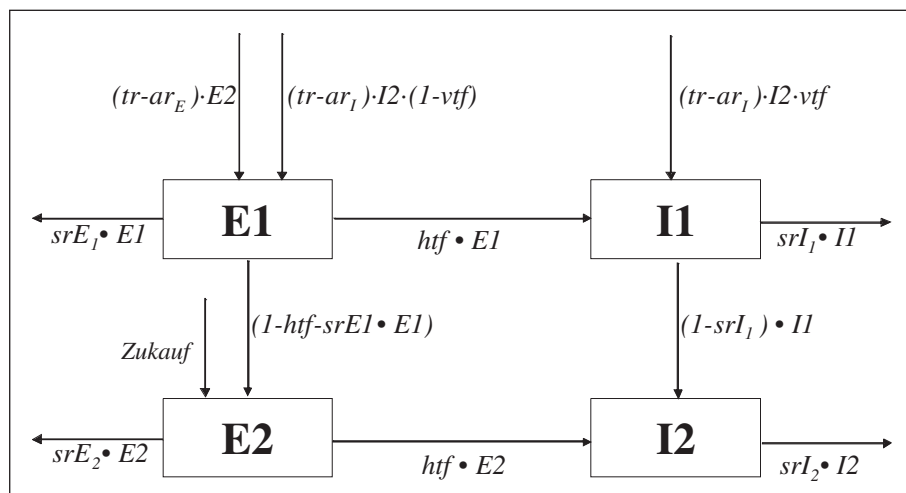 (tr-ar_E)·E2
(tr-ar_I)·I2·(1-vtf)
(tr-ar_I)·I2·vtf
E1
I1
srE_1 • E1
htf • E1
srI_1 • I1
(1-htf-srE1 • E1)
(1-srI_1) • I1
Zukauf
E2
I2
srE_2 • E2
htf • E2
srI_2 • I2